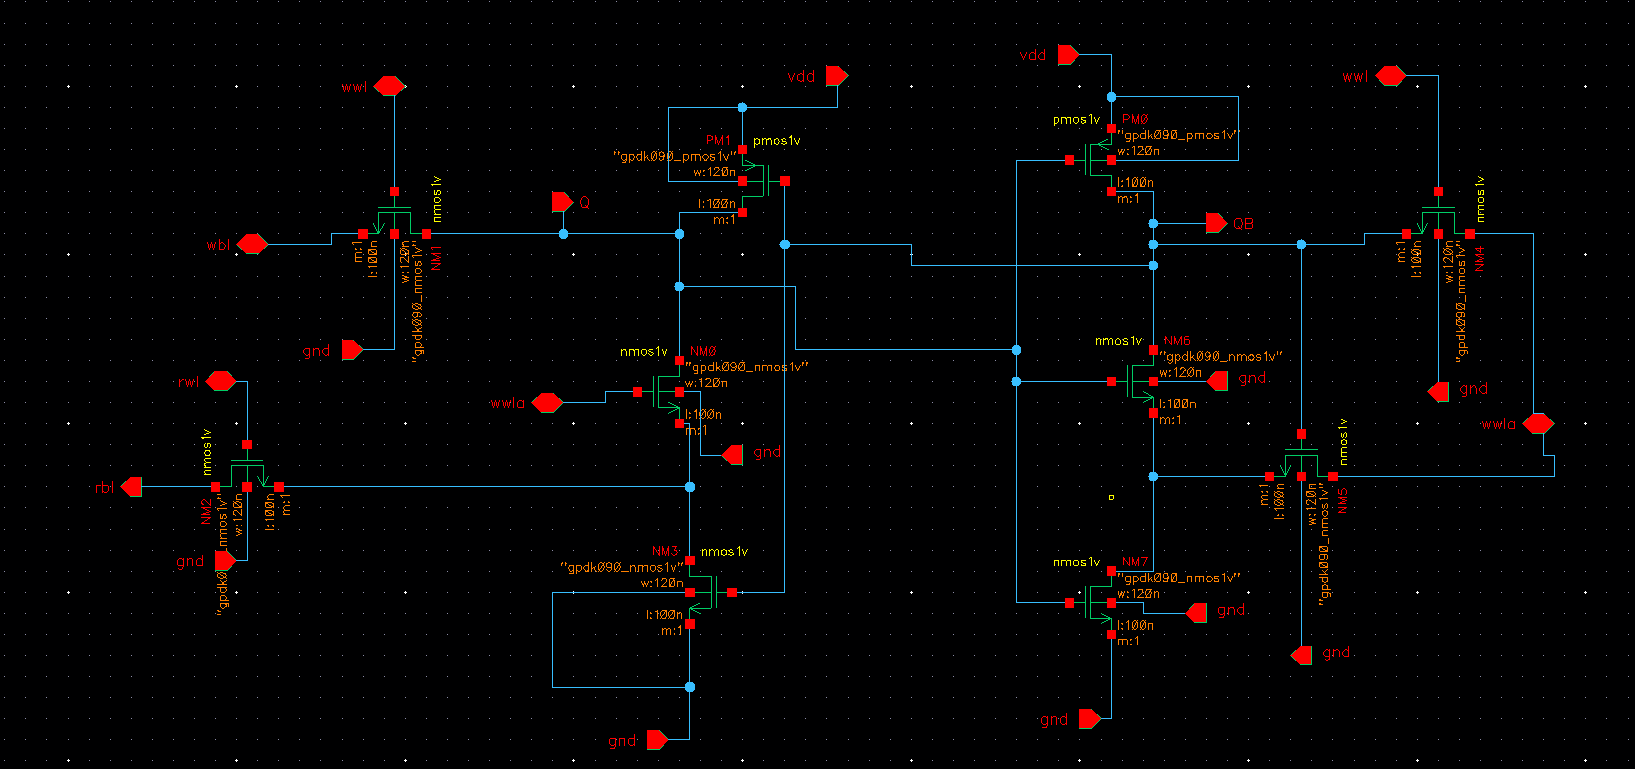 wwl
vdd
vdd
wwl
PM1
pmos1v
"gpdk090_pmos1v"
w:120n
l:100n
m:1
pmos1v
PM0
"gpdk090_pmos1v"
w:120n
l:100n
m:1
nmos1v
NM1
"gpdk090_nmos1v"
w:120n
l:100n
m:1
wbl
Q
QB
gnd
nmos1v
NM4
"gpdk090_nmos1v"
w:120n
l:100n
m:1
gnd
wwla
rwl
nmos1v
NM0
"gpdk090_nmos1v"
w:120n
l:100n
m:1
wwla
gnd
nmos1v
NM6
"gpdk090_nmos1v"
w:120n
l:100n
m:1
gnd
nmos1v
NM2
"gpdk090_nmos1v"
w:120n
l:100n
m:1
rbl
gnd
nmos1v
NM5
"gpdk090_nmos1v"
w:120n
l:100n
m:1
gnd
NM3
nmos1v
"gpdk090_nmos1v"
w:120n
l:100n
m:1
gnd
nmos1v
NM7
"gpdk090_nmos1v"
w:120n
l:100n
m:1
gnd
gnd